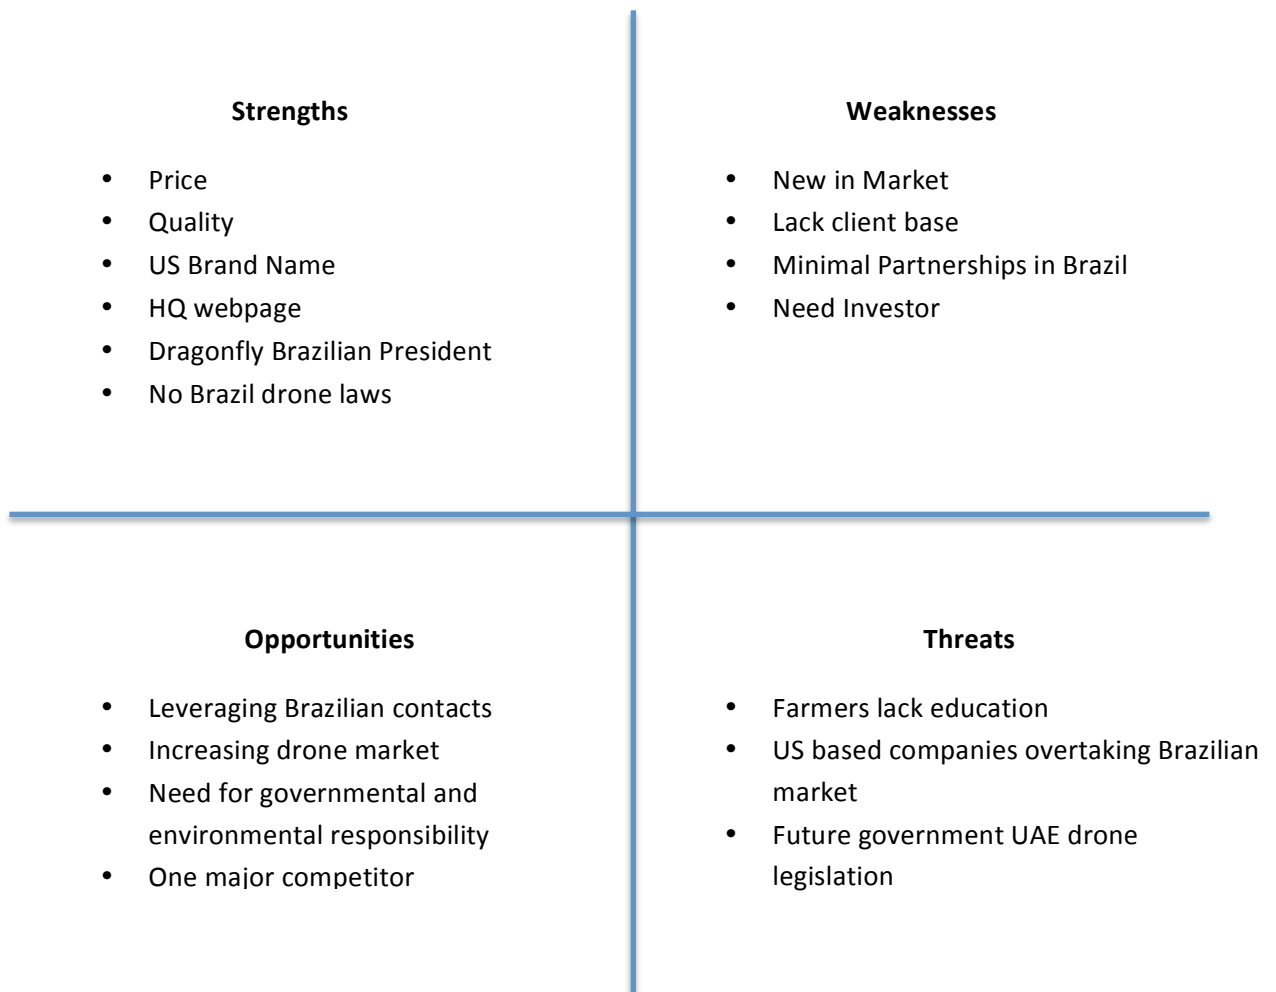 Strengths
• Price
• Quality
• US Brand Name
• HQ webpage
• Dragonfly Brazilian President
• No Brazil drone laws
Weaknesses
• New in Market
• Lack client base
• Minimal Partnerships in Brazil
• Need Investor
Opportunities
• Leveraging Brazilian contacts
• Increasing drone market
• Need for governmental and
environmental responsibility
• One major competitor
Threats
• Farmers lack education
• US based companies overtaking Brazilian
market
• Future government UAE drone
legislation